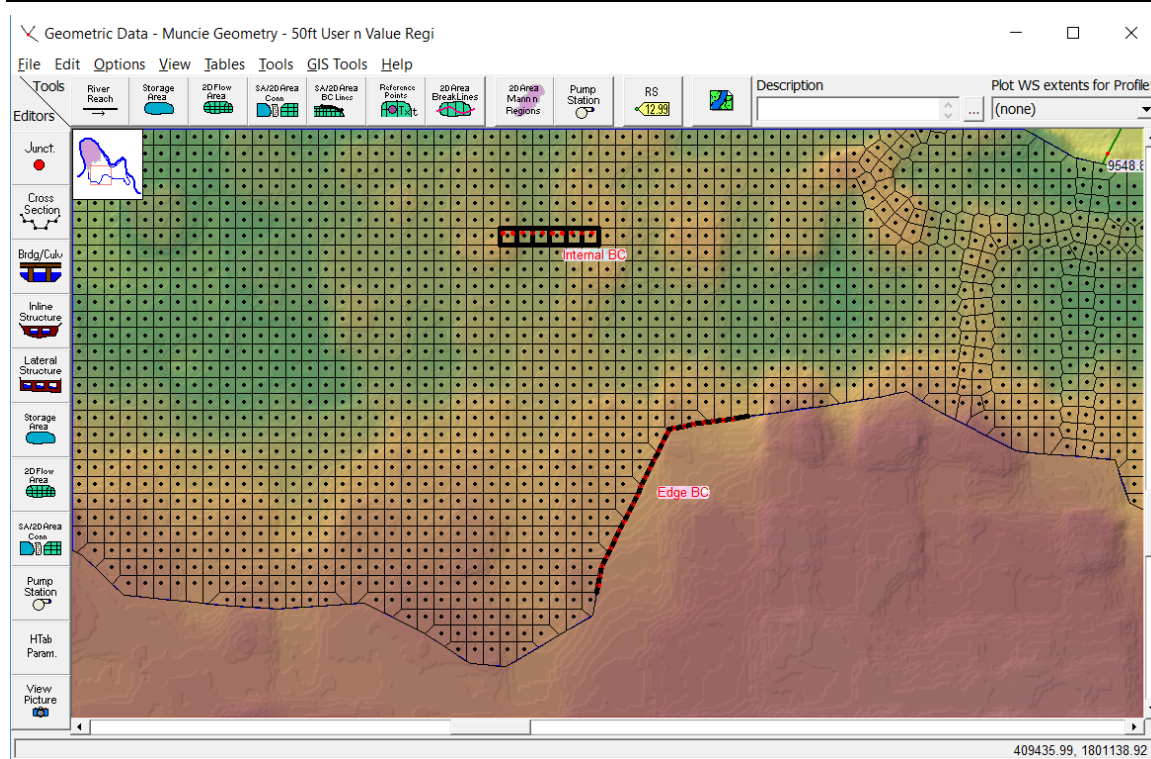 Geometric Data - Muncie Geometry - 50ft User n Value Regi
File Edit Options View Tables Tools GIS Tools Help
Tools
Editors
River
Reach
Storage
Area
2D Flow
Area
SA/2D Area
Conn
SA/2D Area
BC Lines
Reference
Points
2D Area
BreakLines
2D Area
Mann n
Regions
Pump
Station
RS
12.99
Description
...
Plot WS extents for Profile:
(none)
Junct.
Cross
Section
Brdg/Culv
Inline
Structure
Lateral
Structure
Storage
Area
2D Flow
Area
SA/2D Area
Conn
Pump
Station
HTab
Param.
View
Picture
9548.8
Internal BC
Edge BC
409435.99, 1801138.92